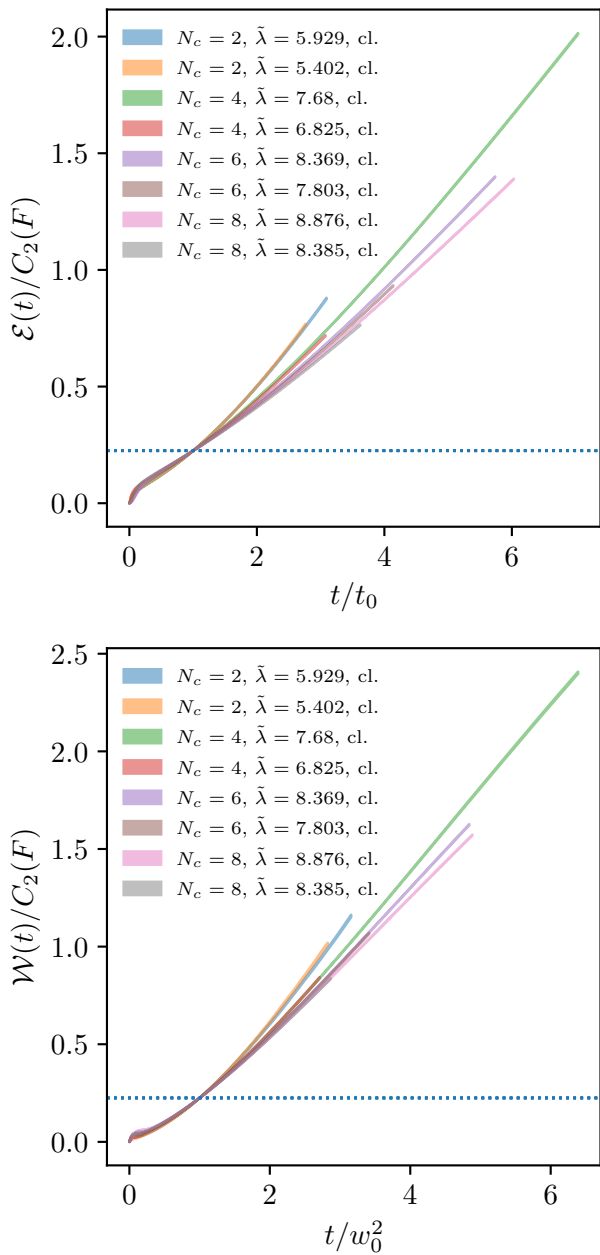 2.0
1.5
1.0
0.5
0.0
ℰ(t)/C₂(F)
N_c = 2, λ̃ = 5.929, cl.
N_c = 2, λ̃ = 5.402, cl.
N_c = 4, λ̃ = 7.68, cl.
N_c = 4, λ̃ = 6.825, cl.
N_c = 6, λ̃ = 8.369, cl.
N_c = 6, λ̃ = 7.803, cl.
N_c = 8, λ̃ = 8.876, cl.
N_c = 8, λ̃ = 8.385, cl.
0 2 4 6
t/t₀
2.5
2.0
1.5
1.0
0.5
0.0
𝒲(t)/C₂(F)
N_c = 2, λ̃ = 5.929, cl.
N_c = 2, λ̃ = 5.402, cl.
N_c = 4, λ̃ = 7.68, cl.
N_c = 4, λ̃ = 6.825, cl.
N_c = 6, λ̃ = 8.369, cl.
N_c = 6, λ̃ = 7.803, cl.
N_c = 8, λ̃ = 8.876, cl.
N_c = 8, λ̃ = 8.385, cl.
0 2 4 6
t/w₀²